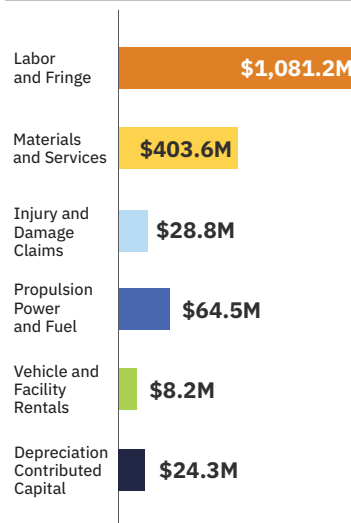 Labor
and Fringe
$1,081.2M
Materials
and Services
$403.6M
Injury and
Damage
Claims
$28.8M
Propulsion
Power
and Fuel
$64.5M
Vehicle and
Facility
Rentals
$8.2M
Depreciation
Contributed
Capital
$24.3M